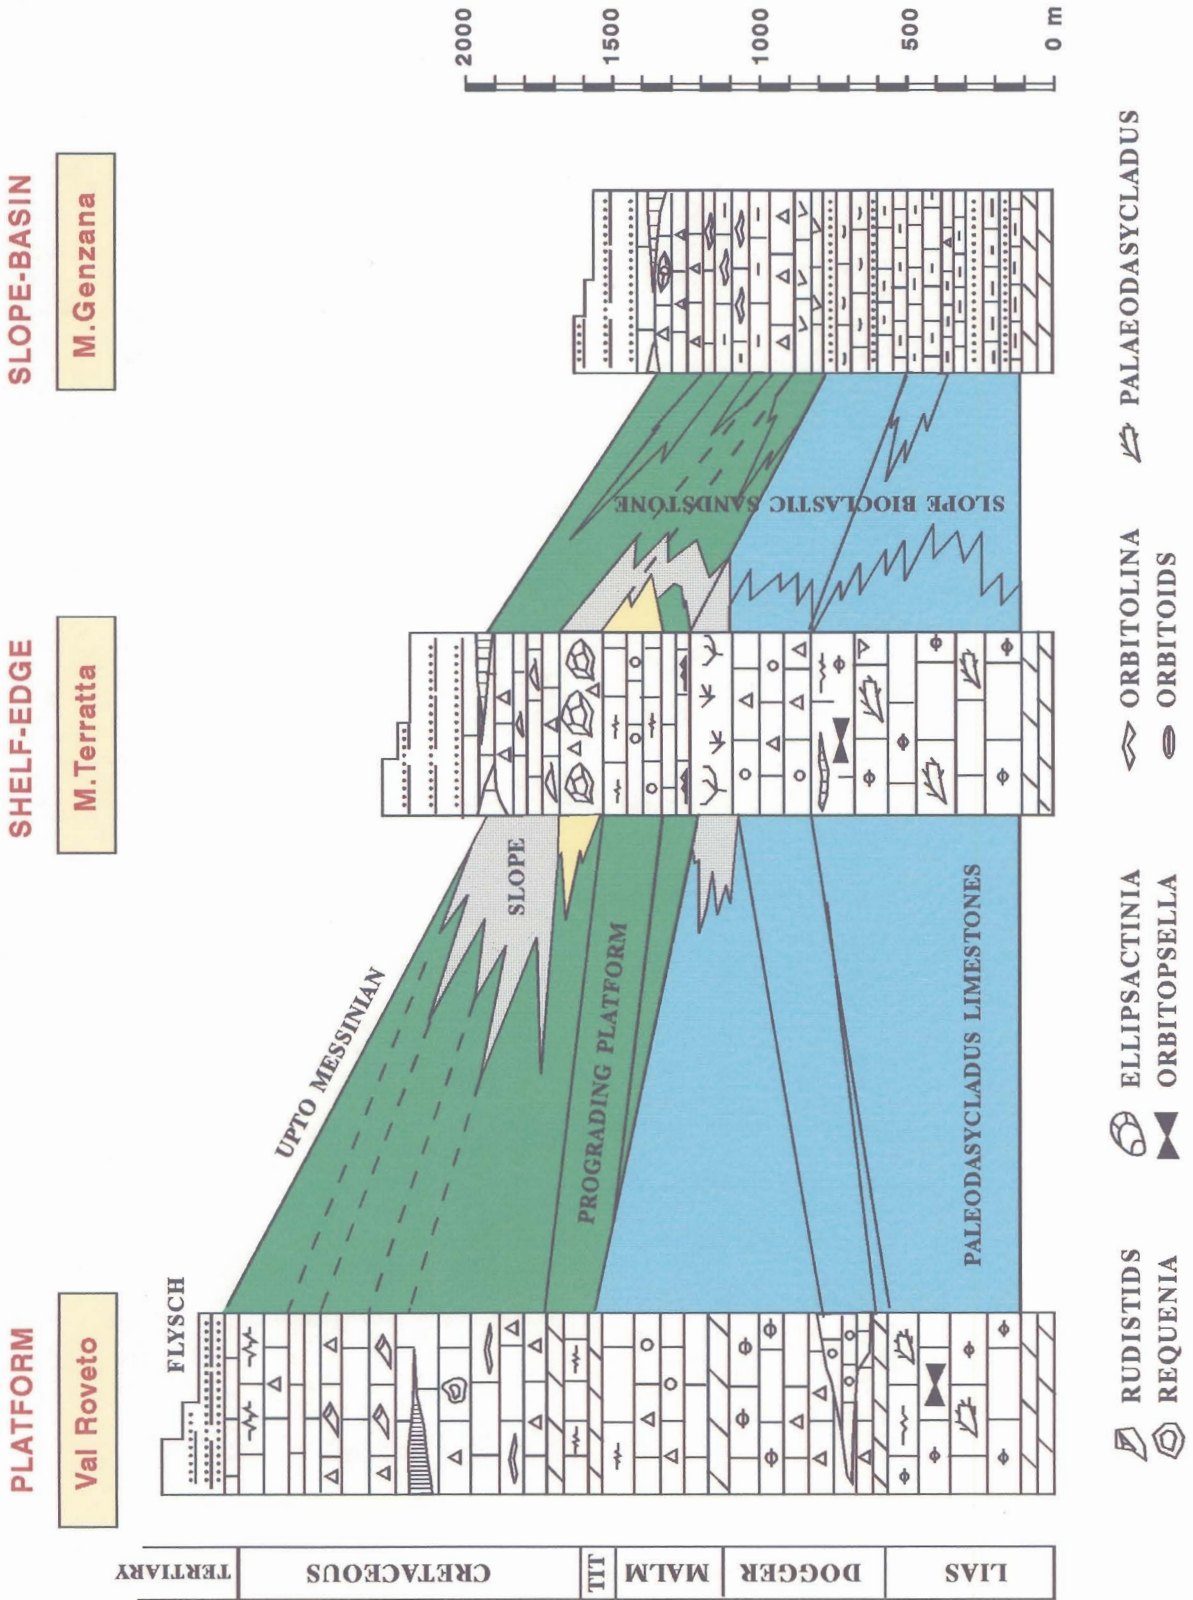 PLATFORM
Val Roveto
SHELF-EDGE
M.Terratta
SLOPE-BASIN
M.Genzana
FLYSCH
UPTO MESSINIAN
SLOPE
PROGRADING PLATFORM
PALEODASYCLADUS LIMESTONES
SLOPE BIOCLASTIC SANDSTONE
TERTIARY
CRETACEOUS
TIT
MALM
DOGGER
LIAS
2000
1500
1000
500
0 m
RUDISTIDS
REQUENIA
ELLIPSACTINIA
ORBITOPSELLA
ORBITOLINA
ORBITOIDS
PALAEODASYCLADUS